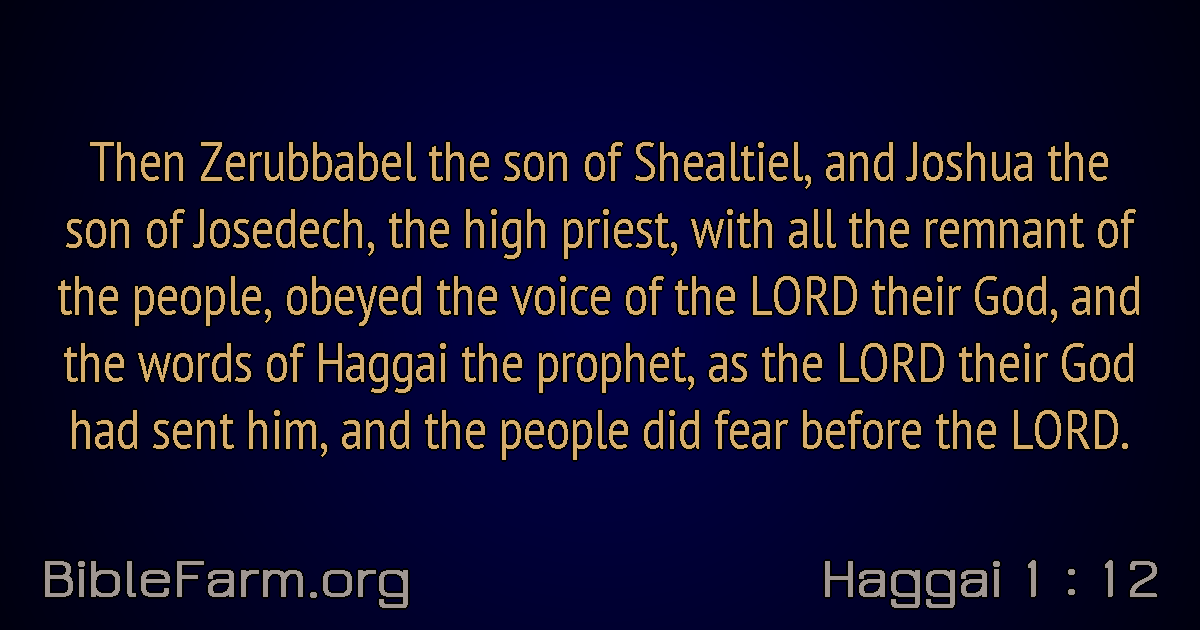 Then Zerubbabel the son of Shealtiel, and Joshua the
son of Josedech, the high priest, with all the remnant of
the people, obeyed the voice of the LORD their God, and
the words of Haggai the prophet, as the LORD their God
had sent him, and the people did fear before the LORD.
BibleFarm.org
Haggai 1 : 12